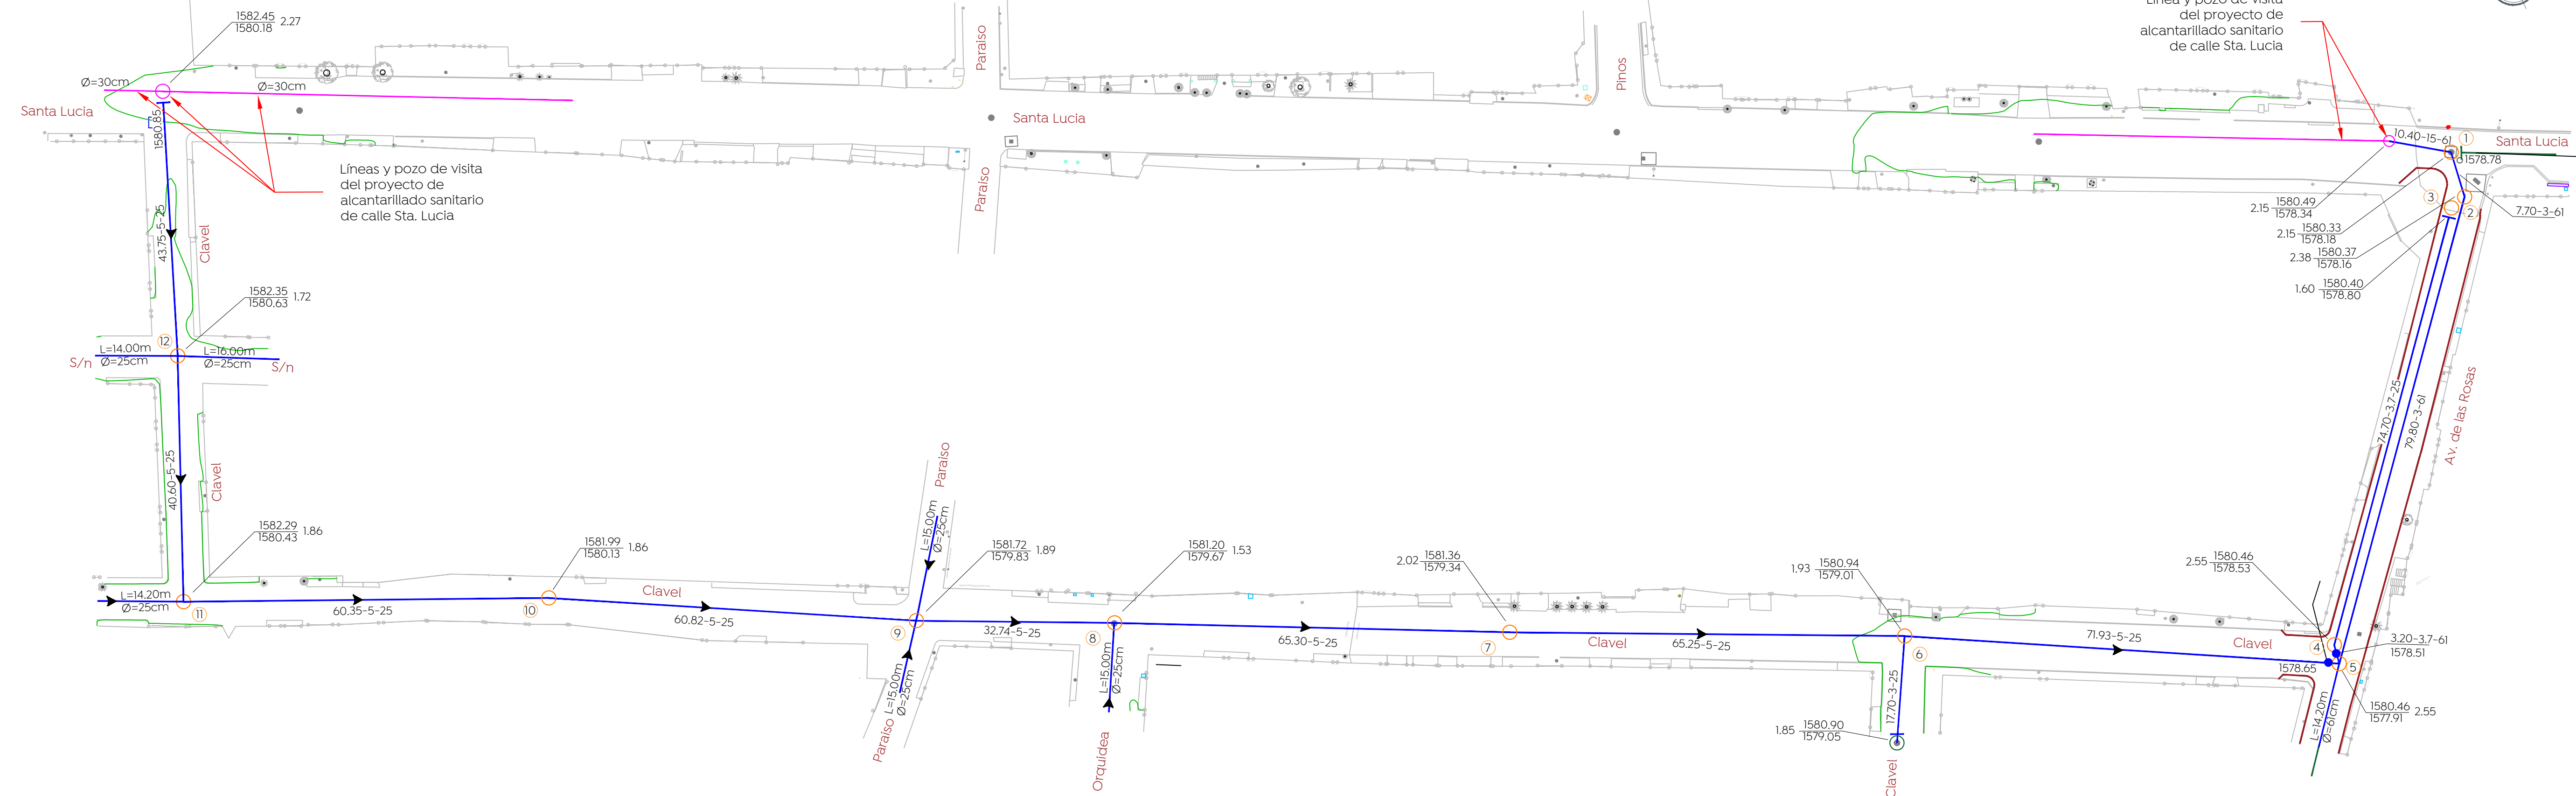 1582.45
1580.18
2.27
Ø=30cm
Ø=30cm
Santa Lucia
1580.85
Líneas y pozo de visita
del proyecto de
alcantarillado sanitario
de calle Sta. Lucia
43.75-5-25
Clavel
1582.35
1580.63
1.72
12
L=14.00m
Ø=25cm
L=16.00m
Ø=25cm
S/n
S/n
40.60-5-25
Clavel
1582.29
1580.43
1.86
L=14.20m
Ø=25cm
11
60.35-5-25
1581.99
1580.13
1.86
10
Clavel
60.82-5-25
Paraiso
Santa Lucia
Paraiso
Paraiso
L=15.00m
Ø=25cm
1581.72
1579.83
1.89
9
32.74-5-25
L=15.00m
Ø=25cm
Paraiso
1581.20
1579.67
1.53
8
L=15.00m
Ø=25cm
Orquidea
65.30-5-25
2.02
1581.36
1579.34
7
Clavel
65.25-5-25
1.93
1580.94
1579.01
6
17.70-3-25
1.85
1580.90
1579.05
Clavel
71.93-5-25
Clavel
2.55
1580.46
1578.53
4
3.20-3.7-61
1578.51
1578.65
5
1580.46
1577.91
2.55
L=14.20m
Ø=61cm
Pinos
Línea y pozo de visita
del proyecto de
alcantarillado sanitario
de calle Sta. Lucia
10.40-15-61
1
Santa Lucia
1578.78
3
2
7.70-3-61
2.15
1580.49
1578.34
2.15
1580.33
1578.18
2.38
1580.37
1578.16
1.60
1580.40
1578.80
74.70-3.7-25
79.80-3-61
Av. de las Rosas